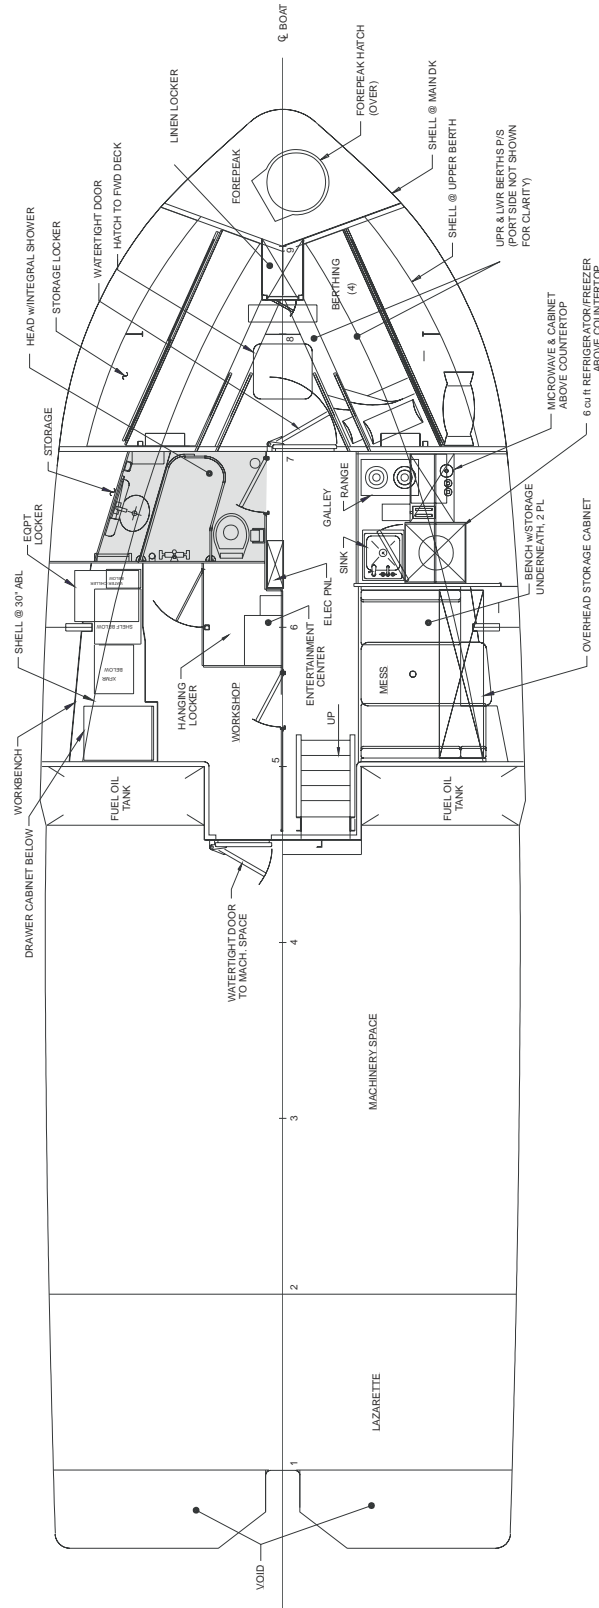 ℄ BOAT
LINEN LOCKER
FOREPEAK HATCH
(OVER)
FOREPEAK
SHELL @ MAIN DK
SHELL @ UPPER BERTH
UPR & LWR BERTHS P/S
(PORT SIDE NOT SHOWN
FOR CLARITY)
WATERTIGHT DOOR
HATCH TO FWD DECK
STORAGE LOCKER
HEAD w/INTEGRAL SHOWER
9
BERTHING
(4)
8
MICROWAVE & CABINET
ABOVE COUNTERTOP
6 cu ft REFRIGERATOR/FREEZER
ABOVE COUNTERTOP
STORAGE
7
GALLEY
RANGE
SINK
EQPT
LOCKER
SHELL @ 30" ABL
BENCH w/STORAGE
UNDERNEATH, 2 PL
OVERHEAD STORAGE CABINET
BELOW
SHELF BELOW
XFMR
BELOW
ELEC PNL
6
ENTERTAINMENT
CENTER
HANGING
LOCKER
WORKSHOP
MESS
UP
WORKBENCH
DRAWER CABINET BELOW
5
FUEL OIL
TANK
FUEL OIL
TANK
WATERTIGHT DOOR
TO MACH. SPACE
4
MACHINERY SPACE
3
2
LAZARETTE
1
VOID